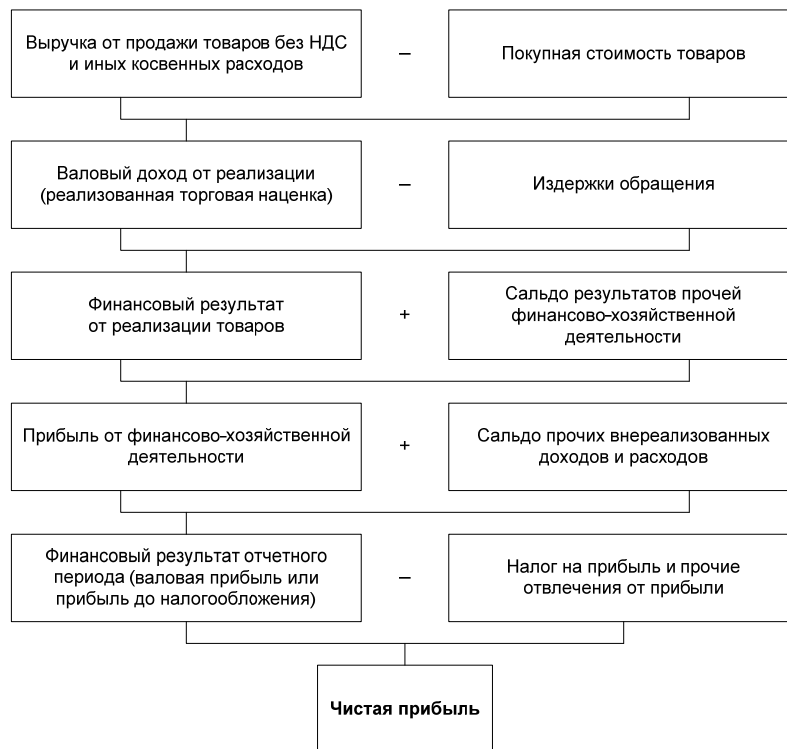 Выручка от продажи товаров без НДС
и иных косвенных расходов
–
Покупная стоимость товаров
Валовый доход от реализации
(реализованная торговая наценка)
–
Издержки обращения
Финансовый результат
от реализации товаров
+
Сальдо результатов прочей
финансово–хозяйственной
деятельности
Прибыль от финансово–хозяйственной
деятельности
+
Сальдо прочих внереализованных
доходов и расходов
Финансовый результат отчетного
периода (валовая прибыль или
прибыль до налогообложения)
–
Налог на прибыль и прочие
отвлечения от прибыли
Чистая прибыль